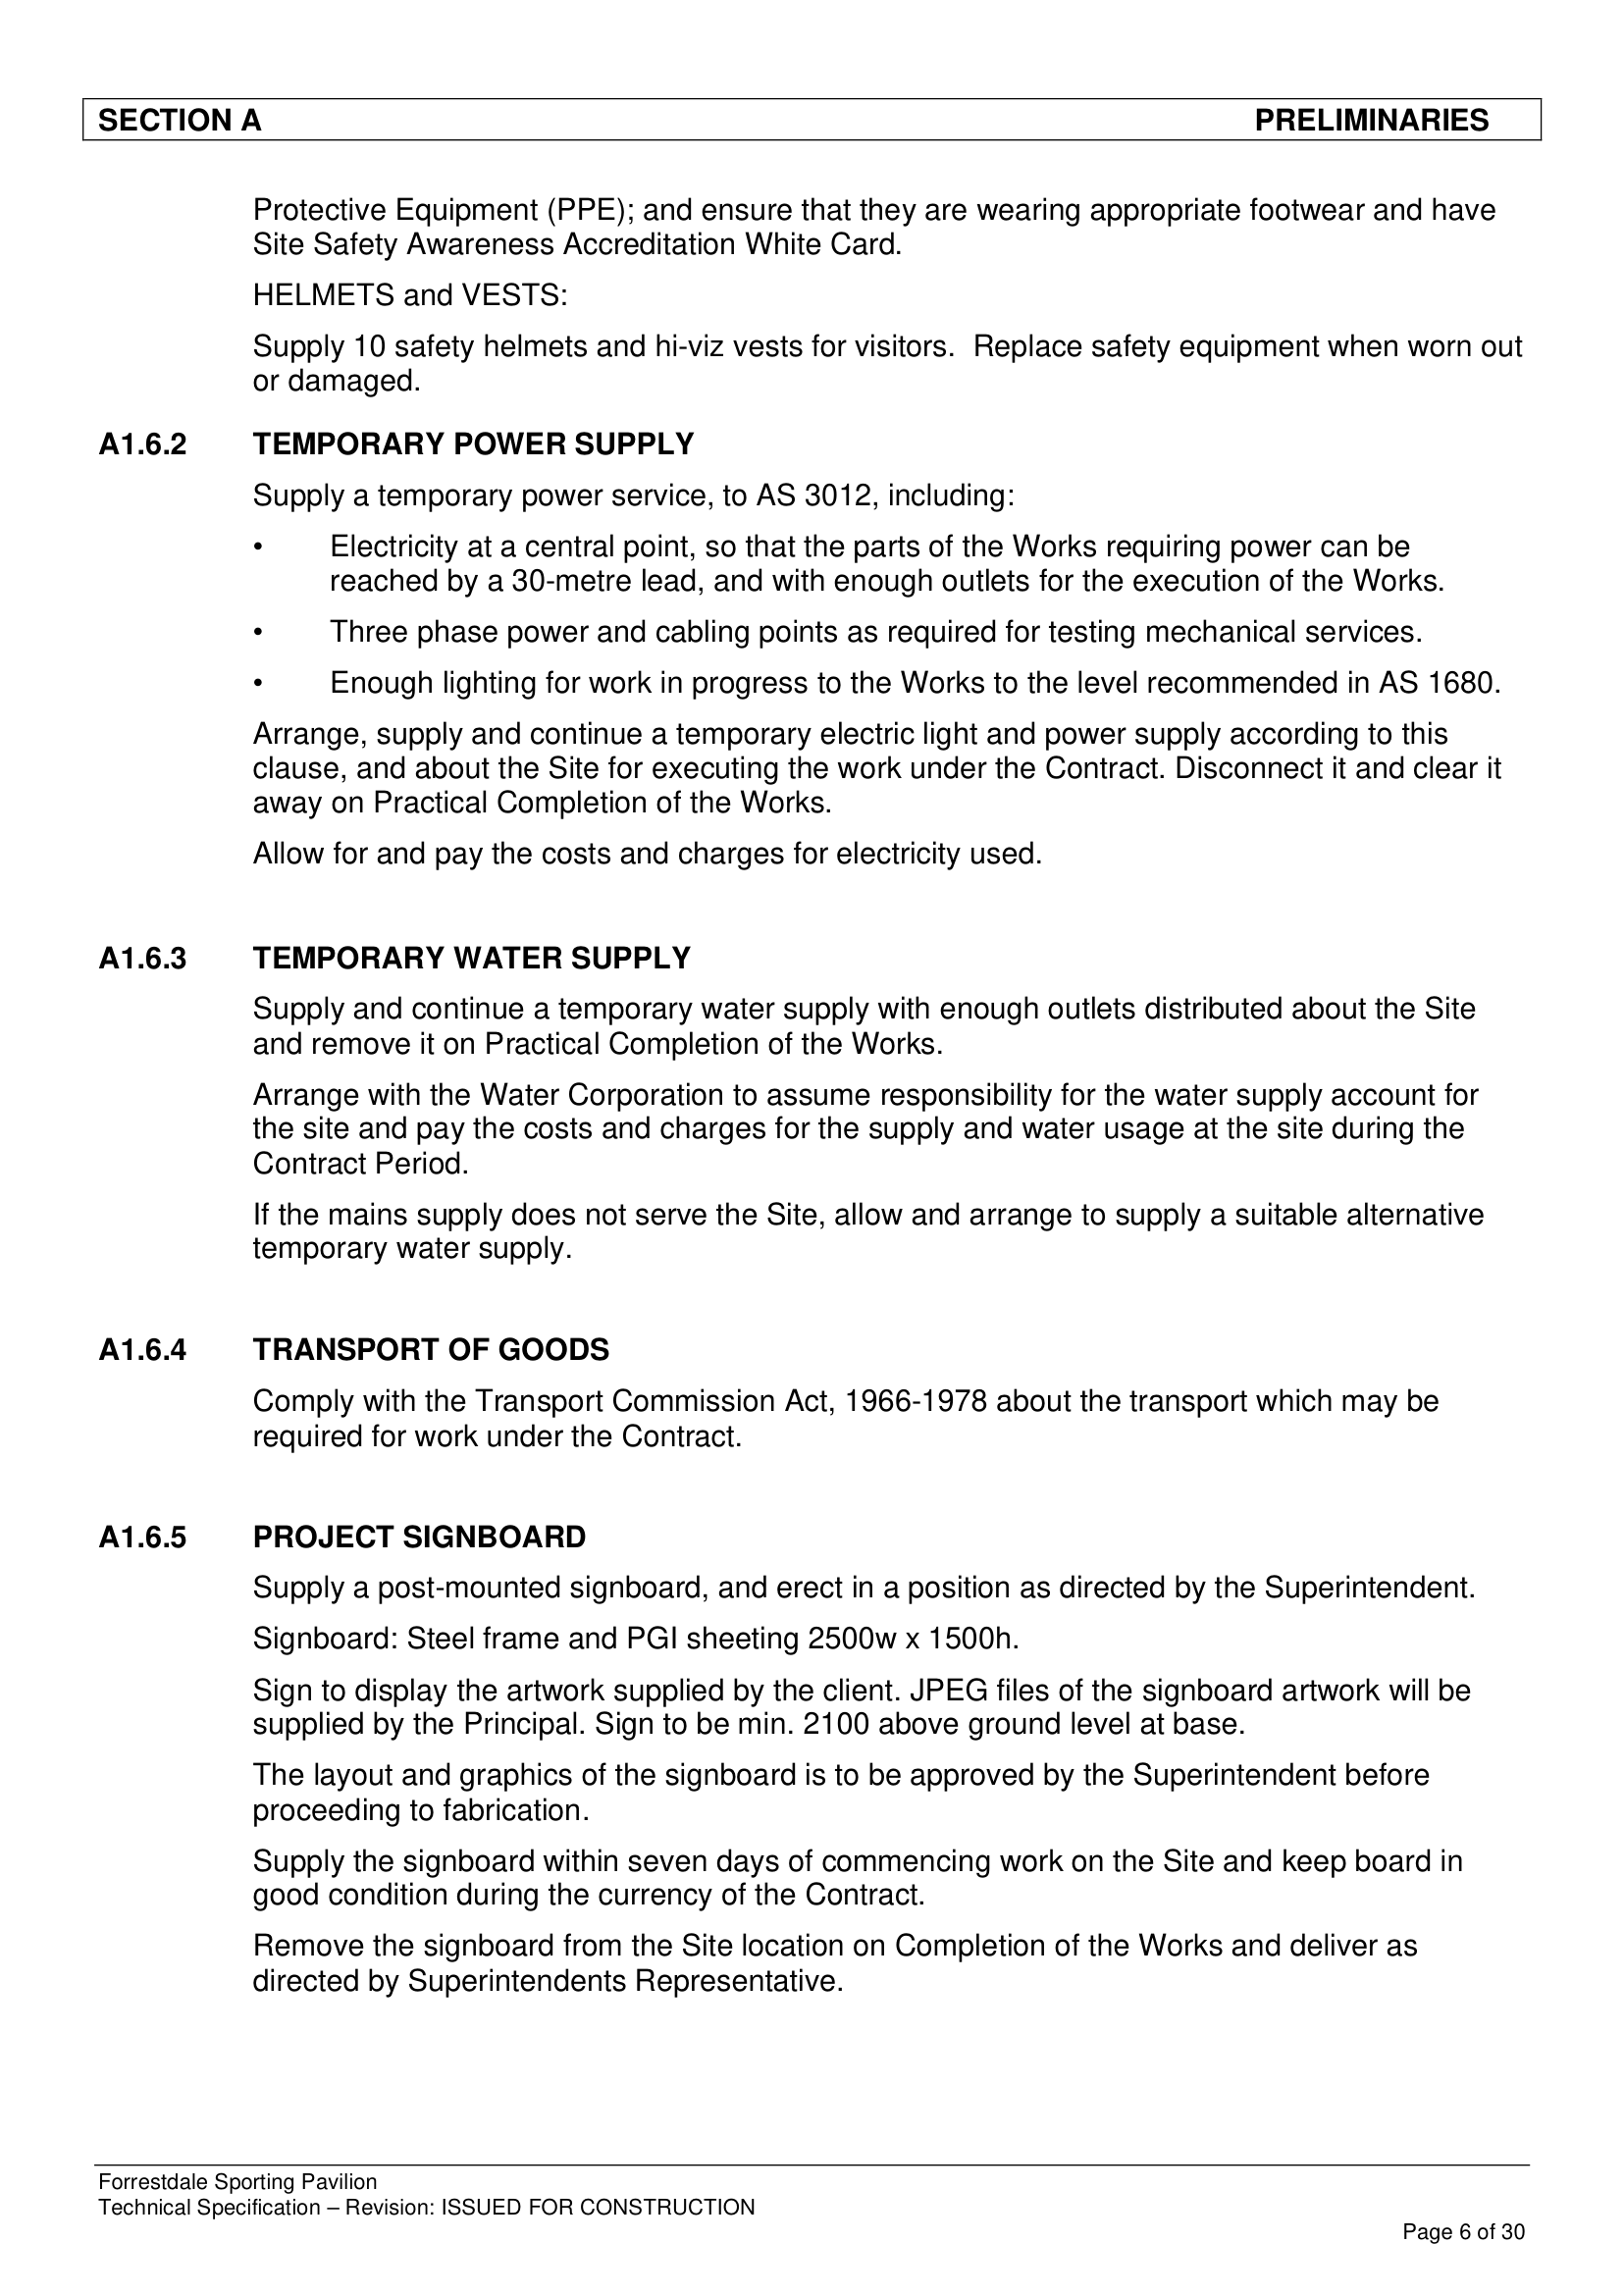 SECTION A PRELIMINARIES
Protective Equipment (PPE); and ensure that they are wearing appropriate footwear and have
Site Safety Awareness Accreditation White Card.
HELMETS and VESTS:
Supply 10 safety helmets and hi-viz vests for visitors.  Replace safety equipment when worn out
or damaged.
A1.6.2 TEMPORARY POWER SUPPLY
Supply a temporary power service, to AS 3012, including:
• Electricity at a central point, so that the parts of the Works requiring power can be
reached by a 30-metre lead, and with enough outlets for the execution of the Works.
• Three phase power and cabling points as required for testing mechanical services.
• Enough lighting for work in progress to the Works to the level recommended in AS 1680.
Arrange, supply and continue a temporary electric light and power supply according to this
clause, and about the Site for executing the work under the Contract. Disconnect it and clear it
away on Practical Completion of the Works.
Allow for and pay the costs and charges for electricity used.
A1.6.3 TEMPORARY WATER SUPPLY
Supply and continue a temporary water supply with enough outlets distributed about the Site
and remove it on Practical Completion of the Works.
Arrange with the Water Corporation to assume responsibility for the water supply account for
the site and pay the costs and charges for the supply and water usage at the site during the
Contract Period.
If the mains supply does not serve the Site, allow and arrange to supply a suitable alternative
temporary water supply.
A1.6.4 TRANSPORT OF GOODS
Comply with the Transport Commission Act, 1966-1978 about the transport which may be
required for work under the Contract.
A1.6.5 PROJECT SIGNBOARD
Supply a post-mounted signboard, and erect in a position as directed by the Superintendent.
Signboard: Steel frame and PGI sheeting 2500w x 1500h.
Sign to display the artwork supplied by the client. JPEG files of the signboard artwork will be
supplied by the Principal. Sign to be min. 2100 above ground level at base.
The layout and graphics of the signboard is to be approved by the Superintendent before
proceeding to fabrication.
Supply the signboard within seven days of commencing work on the Site and keep board in
good condition during the currency of the Contract.
Remove the signboard from the Site location on Completion of the Works and deliver as
directed by Superintendents Representative.
Forrestdale Sporting Pavilion
Technical Specification – Revision: ISSUED FOR CONSTRUCTION
Page 6 of 30